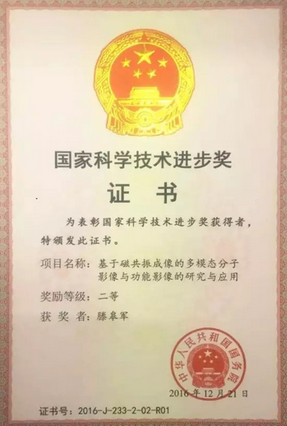 国家科学技术进步奖
证书
为表彰国家科学技术进步奖获得者，
特颁发此证书。
项目名称：基于磁共振成像的多模态分子
影像与功能影像的研究与应用
奖励等级：二等
获奖者：滕皋军
中华人民共和国国务院
2016年12月21日
证书号：2016-J-233-2-02-R01